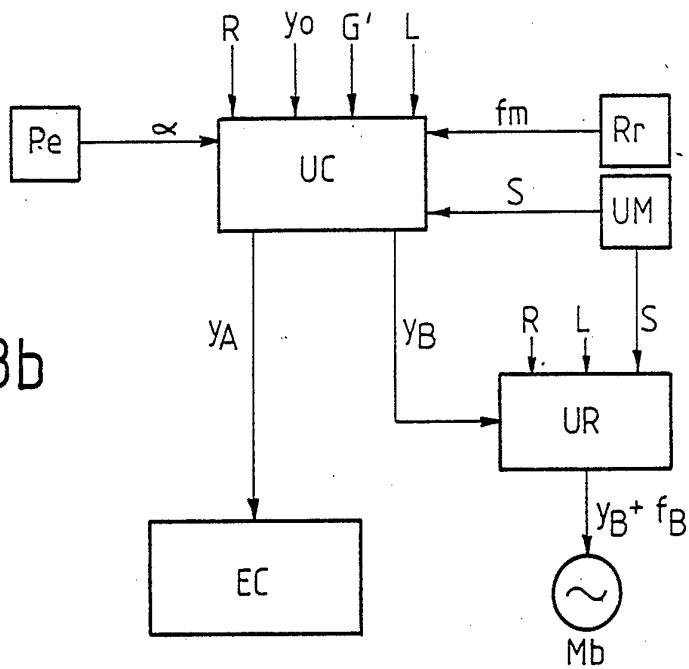 R yo G' L
Pe α fm Rr
UC
S UM
yA yB R L S
3b
UR
yB + fB
EC
Mb